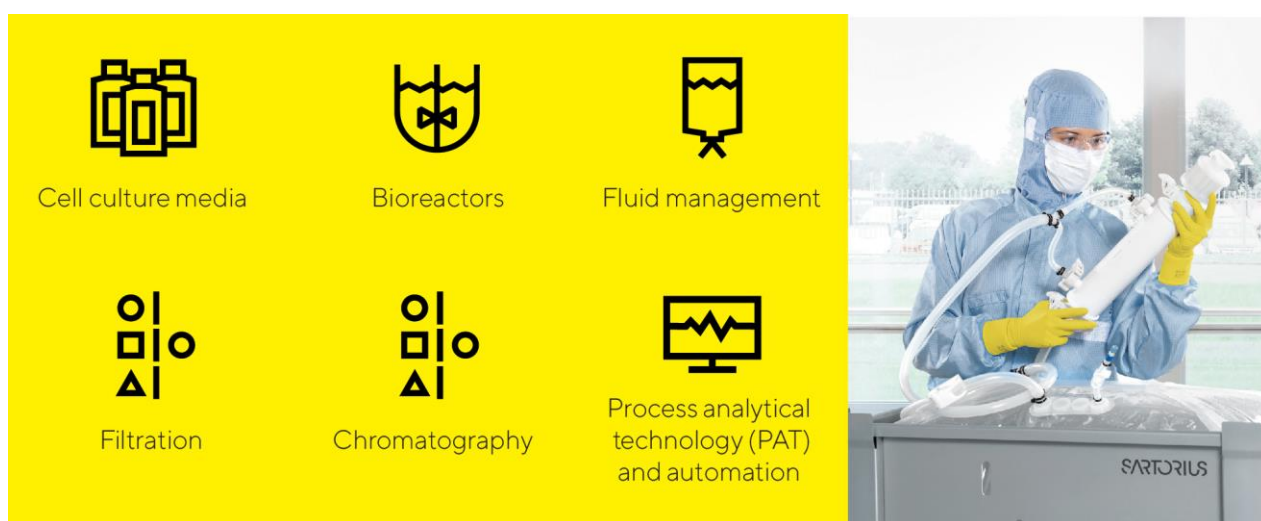 Cell culture media
Bioreactors
Fluid management
Filtration
Chromatography
Process analytical
technology (PAT)
and automation
SARTORIUS